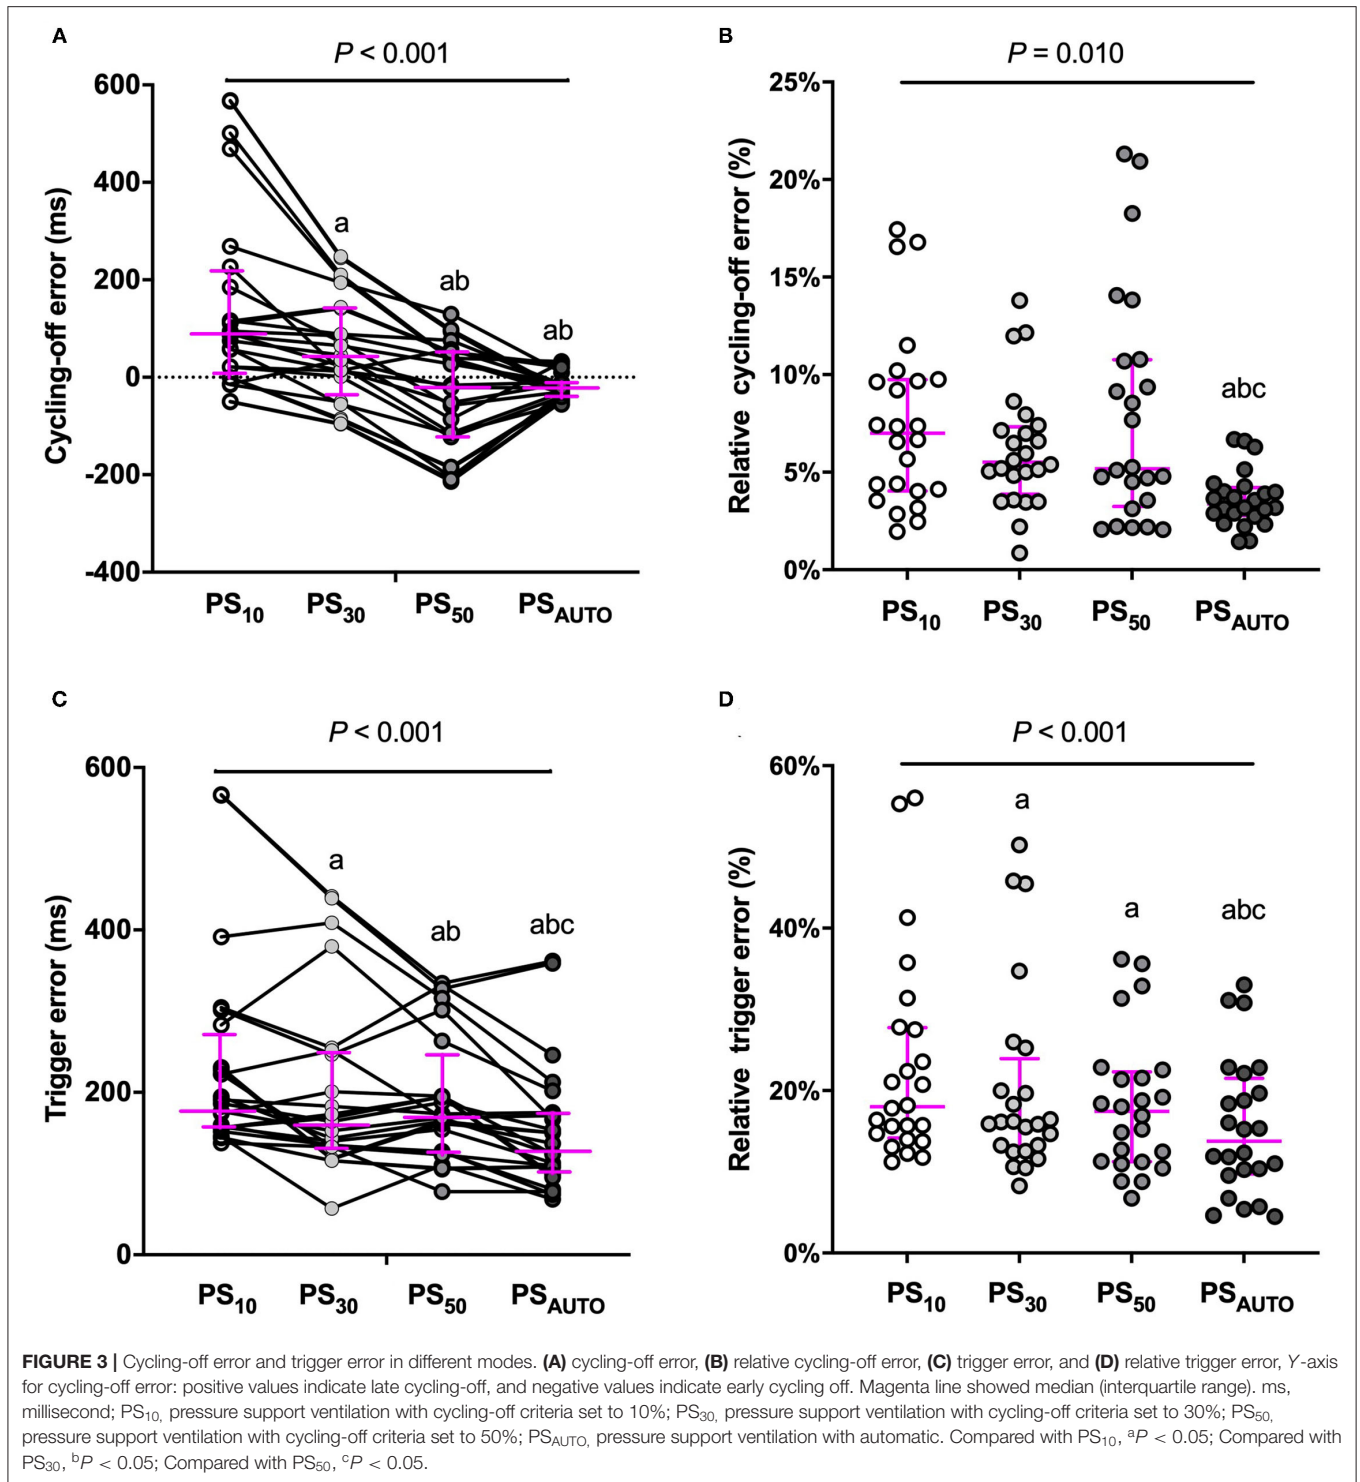 A
P < 0.001
600
400
200
0
-200
-400
Cycling-off error (ms)
a
ab
ab
PS10
PS30
PS50
PSAUTO
B
P = 0.010
25%
20%
15%
10%
5%
0%
Relative cycling-off error (%)
abc
PS10
PS30
PS50
PSAUTO
C
P < 0.001
600
400
200
0
Trigger error (ms)
a
ab
abc
PS10
PS30
PS50
PSAUTO
D
P < 0.001
60%
40%
20%
0%
Relative trigger error (%)
a
a
abc
PS10
PS30
PS50
PSAUTO
FIGURE 3 | Cycling-off error and trigger error in different modes. (A) cycling-off error, (B) relative cycling-off error, (C) trigger error, and (D) relative trigger error, Y-axis
for cycling-off error: positive values indicate late cycling-off, and negative values indicate early cycling off. Magenta line showed median (interquartile range). ms,
millisecond; PS10, pressure support ventilation with cycling-off criteria set to 10%; PS30, pressure support ventilation with cycling-off criteria set to 30%; PS50,
pressure support ventilation with cycling-off criteria set to 50%; PSAUTO, pressure support ventilation with automatic. Compared with PS10, aP < 0.05; Compared with
PS30, bP < 0.05; Compared with PS50, cP < 0.05.